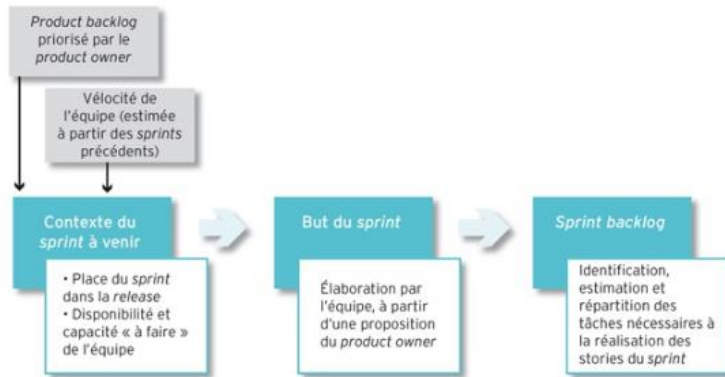 Product backlog
priorisé par le
product owner
Vélocité de
l'équipe (estimée
à partir des sprints
précédents)
Contexte du
sprint à venir
• Place du sprint
dans la release
• Disponibilité et
capacité « à faire »
de l'équipe
But du sprint
Élaboration par
l'équipe, à partir
d'une proposition
du product owner
Sprint backlog
Identification,
estimation et
répartition des
tâches nécessaires à
la réalisation des
stories du sprint